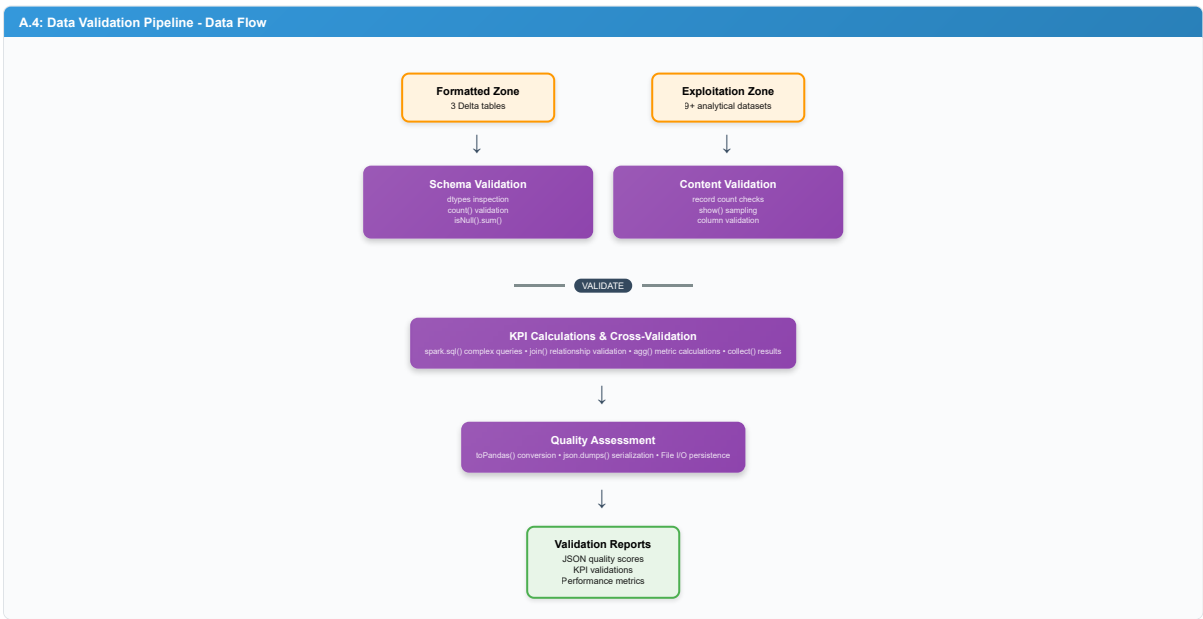 A.4: Data Validation Pipeline - Data Flow
Formatted Zone
3 Delta tables
Exploitation Zone
9+ analytical datasets
↓
↓
Schema Validation
dtypes inspection
count() validation
isNull().sum()
Content Validation
record count checks
show() sampling
column validation
VALIDATE
KPI Calculations & Cross-Validation
spark.sql() complex queries • join() relationship validation • agg() metric calculations • collect() results
↓
Quality Assessment
toPandas() conversion • json.dumps() serialization • File I/O persistence
↓
Validation Reports
JSON quality scores
KPI validations
Performance metrics